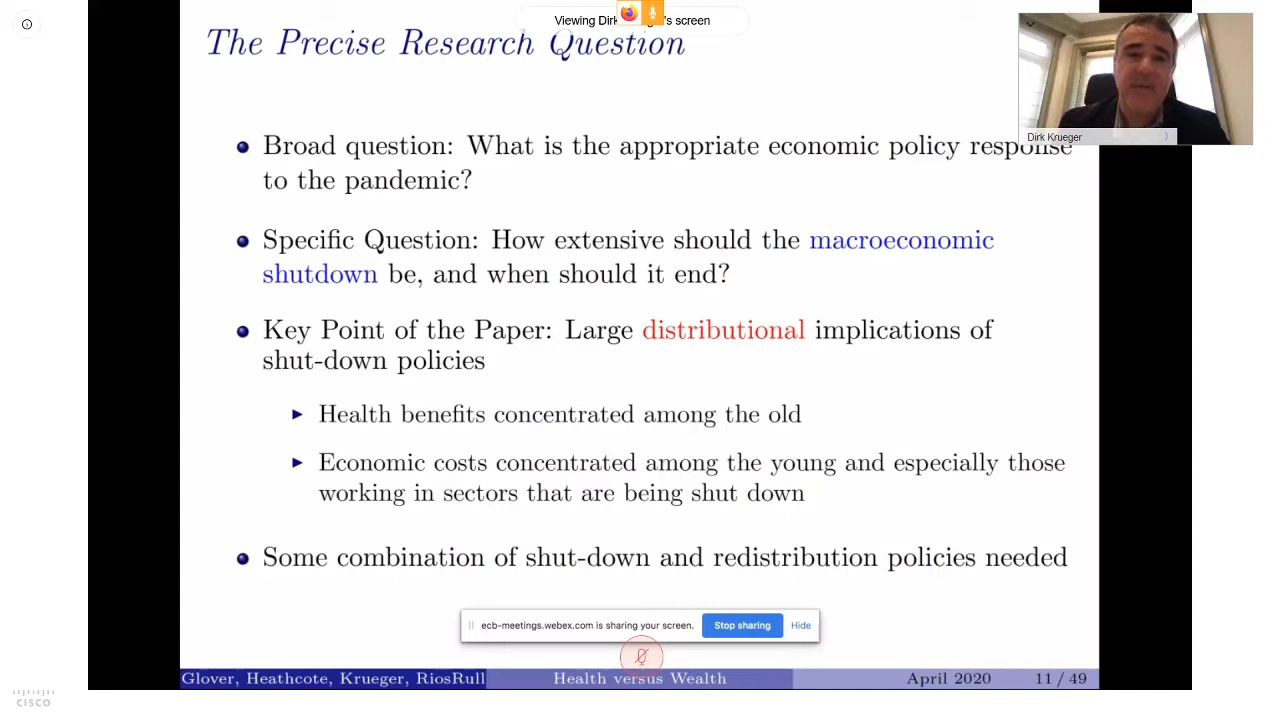 Viewing Dirk
's screen
The Precise Research Question
Dirk Krueger
Broad question: What is the appropriate economic policy response
to the pandemic?
Specific Question: How extensive should the macroeconomic
shutdown be, and when should it end?
Key Point of the Paper: Large distributional implications of
shut-down policies
Health benefits concentrated among the old
Economic costs concentrated among the young and especially those
working in sectors that are being shut down
Some combination of shut-down and redistribution policies needed
ecb-meetings.webex.com is sharing your screen.
Stop sharing
Hide
Glover, Heathcote, Krueger, RiosRull
Health versus Wealth
April 2020
11 / 49
CISCO